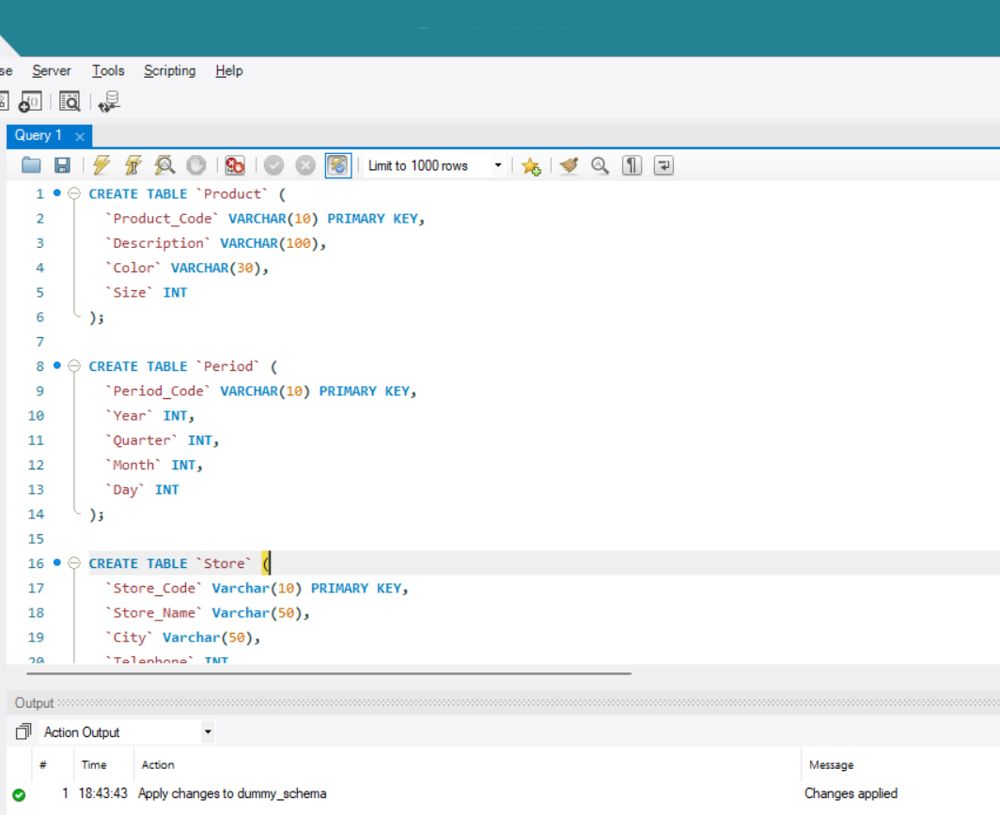 se Server Tools Scripting Help
Query 1
Limit to 1000 rows
1 CREATE TABLE `Product` (
2 `Product_Code` VARCHAR(10) PRIMARY KEY,
3 `Description` VARCHAR(100),
4 `Color` VARCHAR(30),
5 `Size` INT
6 );
7
8 CREATE TABLE `Period` (
9 `Period_Code` VARCHAR(10) PRIMARY KEY,
10 `Year` INT,
11 `Quarter` INT,
12 `Month` INT,
13 `Day` INT
14 );
15
16 CREATE TABLE `Store` (
17 `Store_Code` Varchar(10) PRIMARY KEY,
18 `Store_Name` Varchar(50),
19 `City` Varchar(50),
20 `Telephone` INT
Output
Action Output
# Time Action Message
1 18:43:43 Apply changes to dummy_schema Changes applied